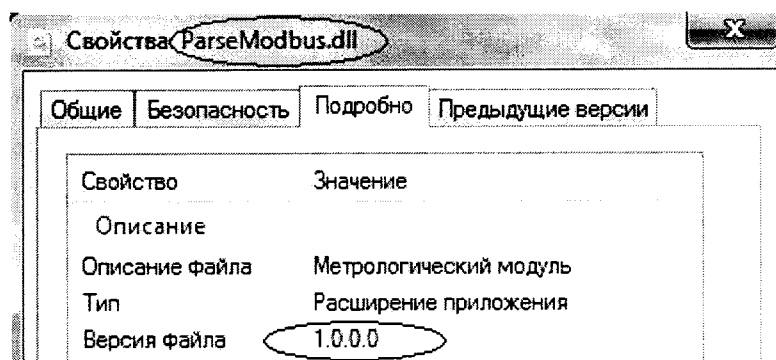 Свойства: ParseModbus.dll
Общие Безопасность Подробно Предыдущие версии
Свойство Значение
Описание
Описание файла Метрологический модуль
Тип Расширение приложения
Версия файла 1.0.0.0